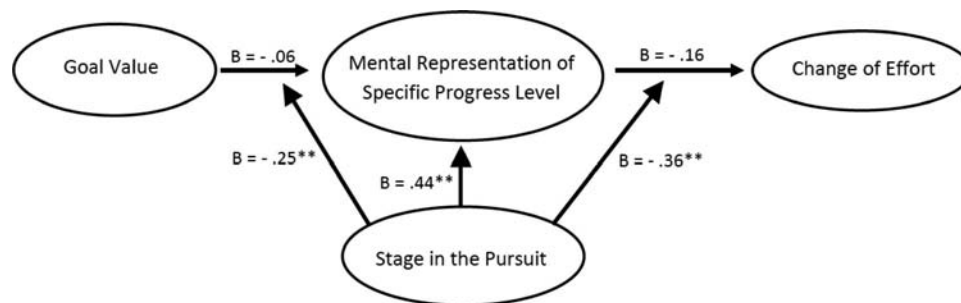 Goal Value
B = - .06
Mental Representation of
Specific Progress Level
B = - .16
Change of Effort
B = - .25**
B = .44**
B = - .36**
Stage in the Pursuit